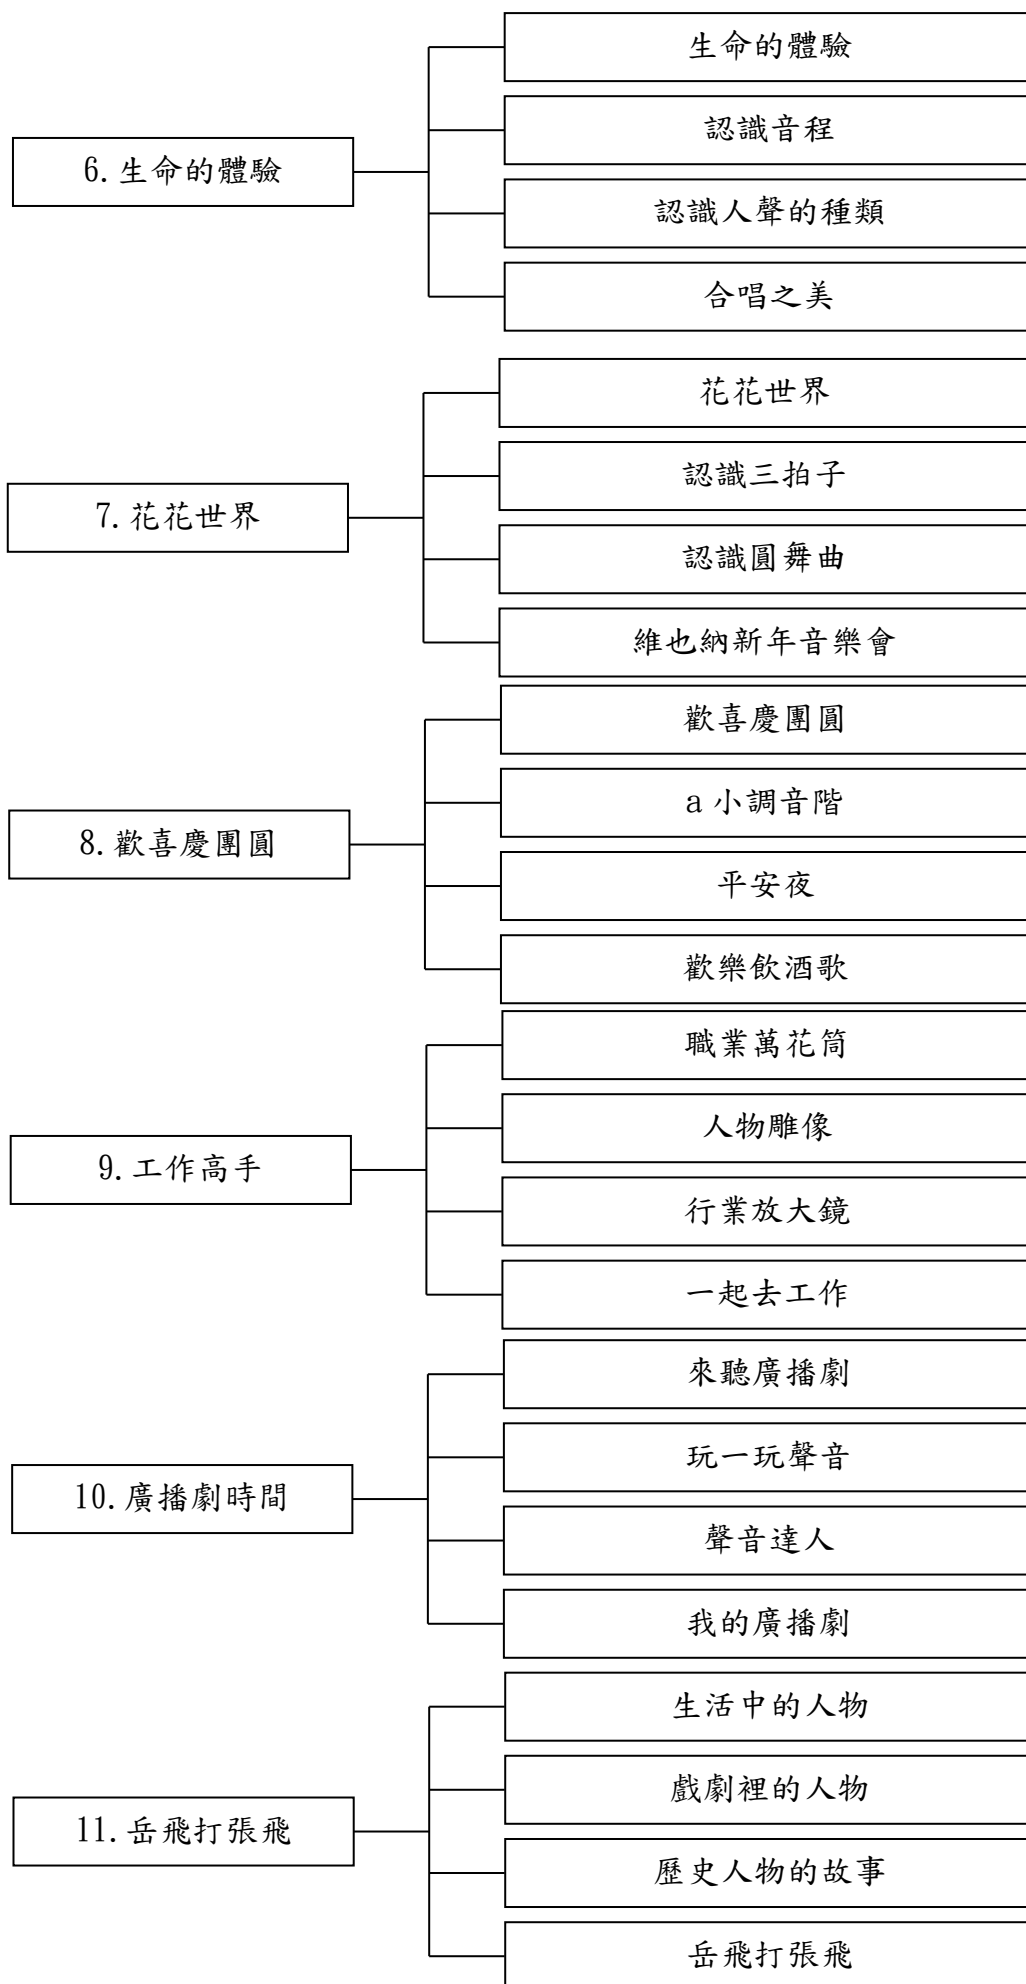 6.生命的體驗
生命的體驗
認識音程
認識人聲的種類
合唱之美
7.花花世界
花花世界
認識三拍子
認識圓舞曲
維也納新年音樂會
8.歡喜慶團圓
歡喜慶團圓
a 小調音階
平安夜
歡樂飲酒歌
9.工作高手
職業萬花筒
人物雕像
行業放大鏡
一起去工作
10.廣播劇時間
來聽廣播劇
玩一玩聲音
聲音達人
我的廣播劇
11.岳飛打張飛
生活中的人物
戲劇裡的人物
歷史人物的故事
岳飛打張飛